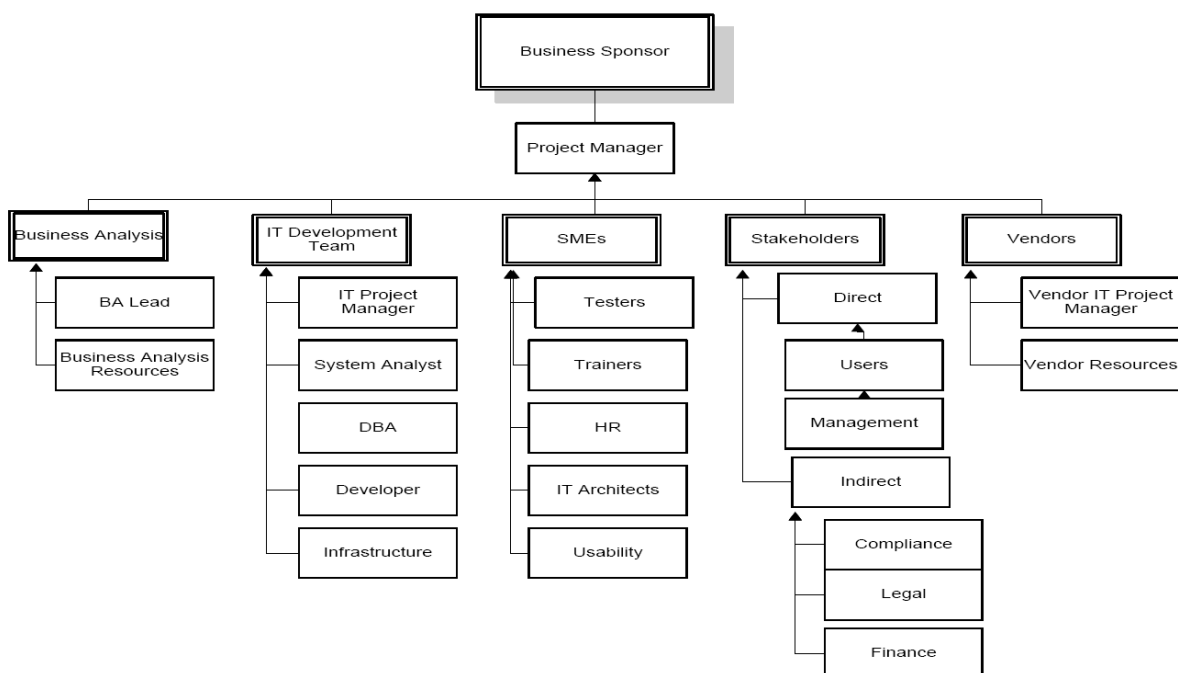 Business Sponsor
Project Manager
Business Analysis
IT Development
Team
SMEs
Stakeholders
Vendors
BA Lead
Business Analysis
Resources
IT Project
Manager
System Analyst
DBA
Developer
Infrastructure
Testers
Trainers
HR
IT Architects
Usability
Direct
Users
Management
Indirect
Compliance
Legal
Finance
Vendor IT Project
Manager
Vendor Resources